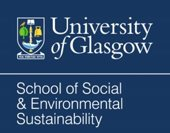 University
of Glasgow
School of Social
& Environmental
Sustainability